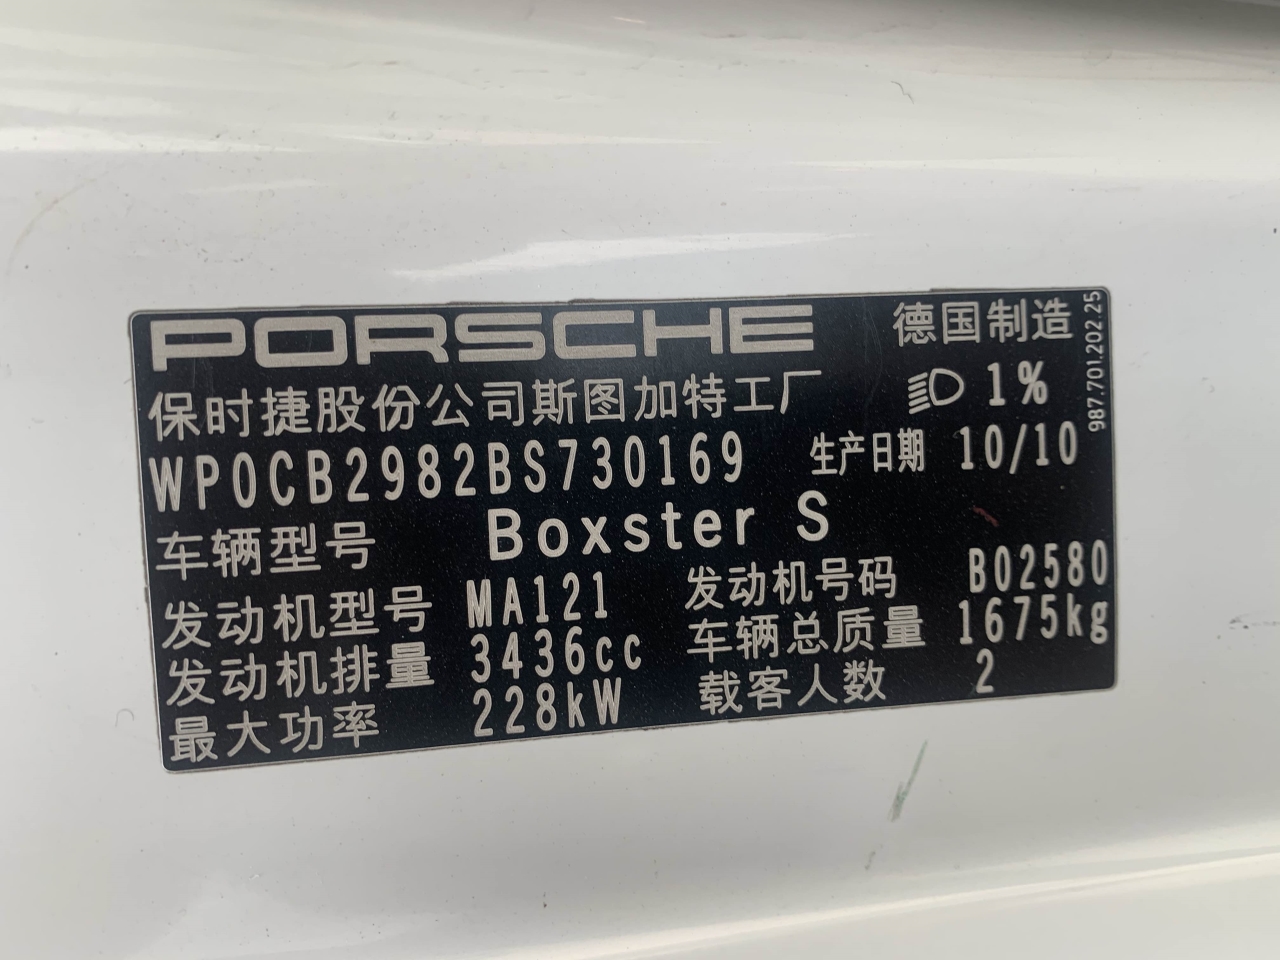 PORSCHE 德国制造
保时捷股份公司斯图加特工厂 1%
WP0CB2982BS730169 生产日期 10/10
车辆型号 Boxster S
发动机型号 MA121 发动机号码 B02580
发动机排量 3436cc 车辆总质量 1675kg
最大功率 228kW 载客人数 2
987.701.202.25